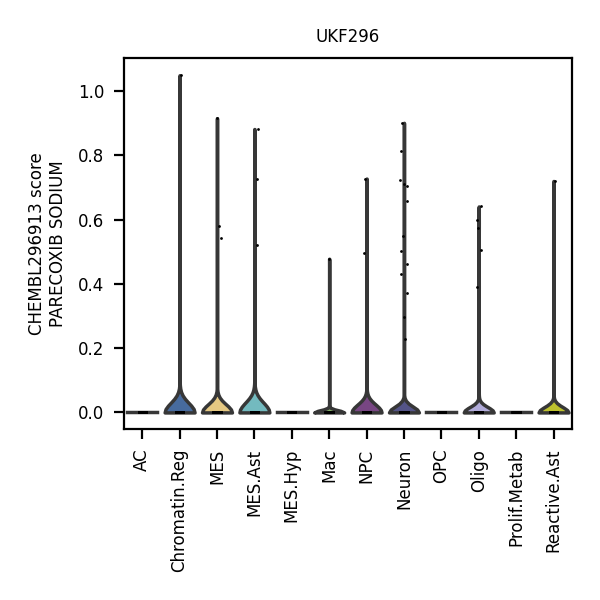 UKF296
CHEMBL296913 score
PARECOXIB SODIUM
1.0
0.8
0.6
0.4
0.2
0.0
AC
Chromatin.Reg
MES
MES.Ast
MES.Hyp
Mac
NPC
Neuron
OPC
Oligo
Prolif.Metab
Reactive.Ast